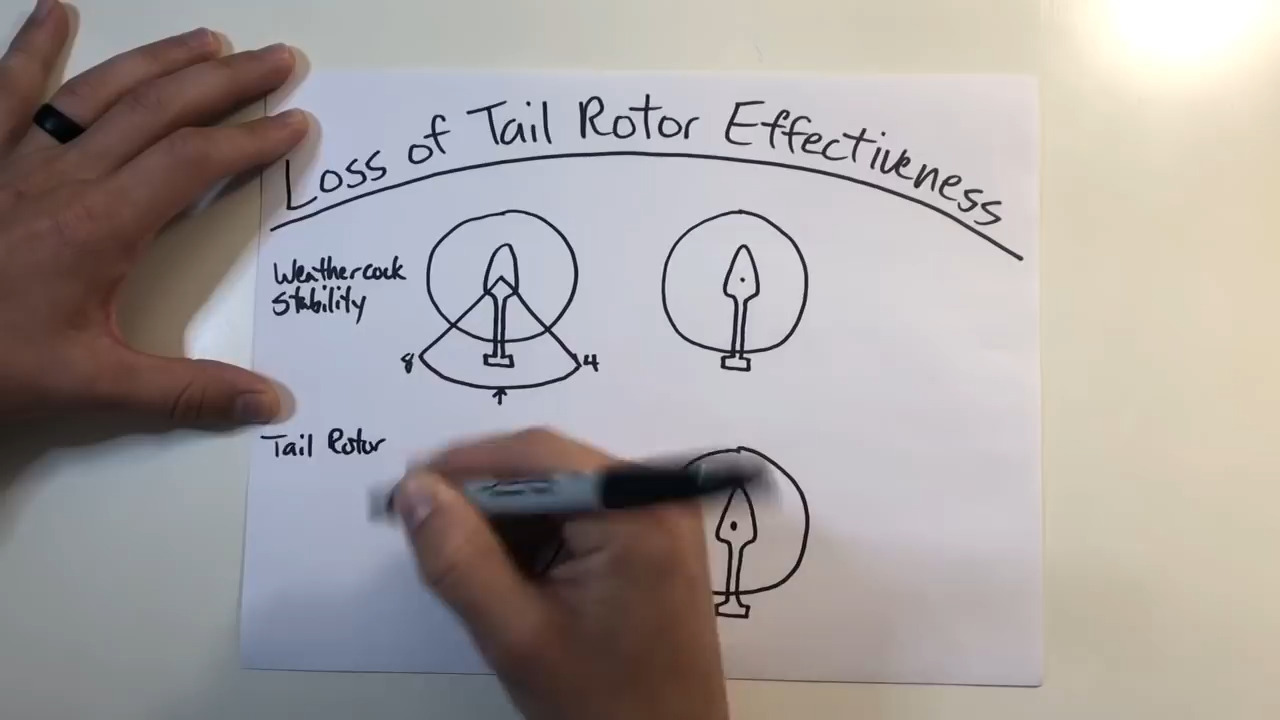 Loss of Tail Rotor Effectiveness
Weathercock
Stability
8
4
Tail Rotor